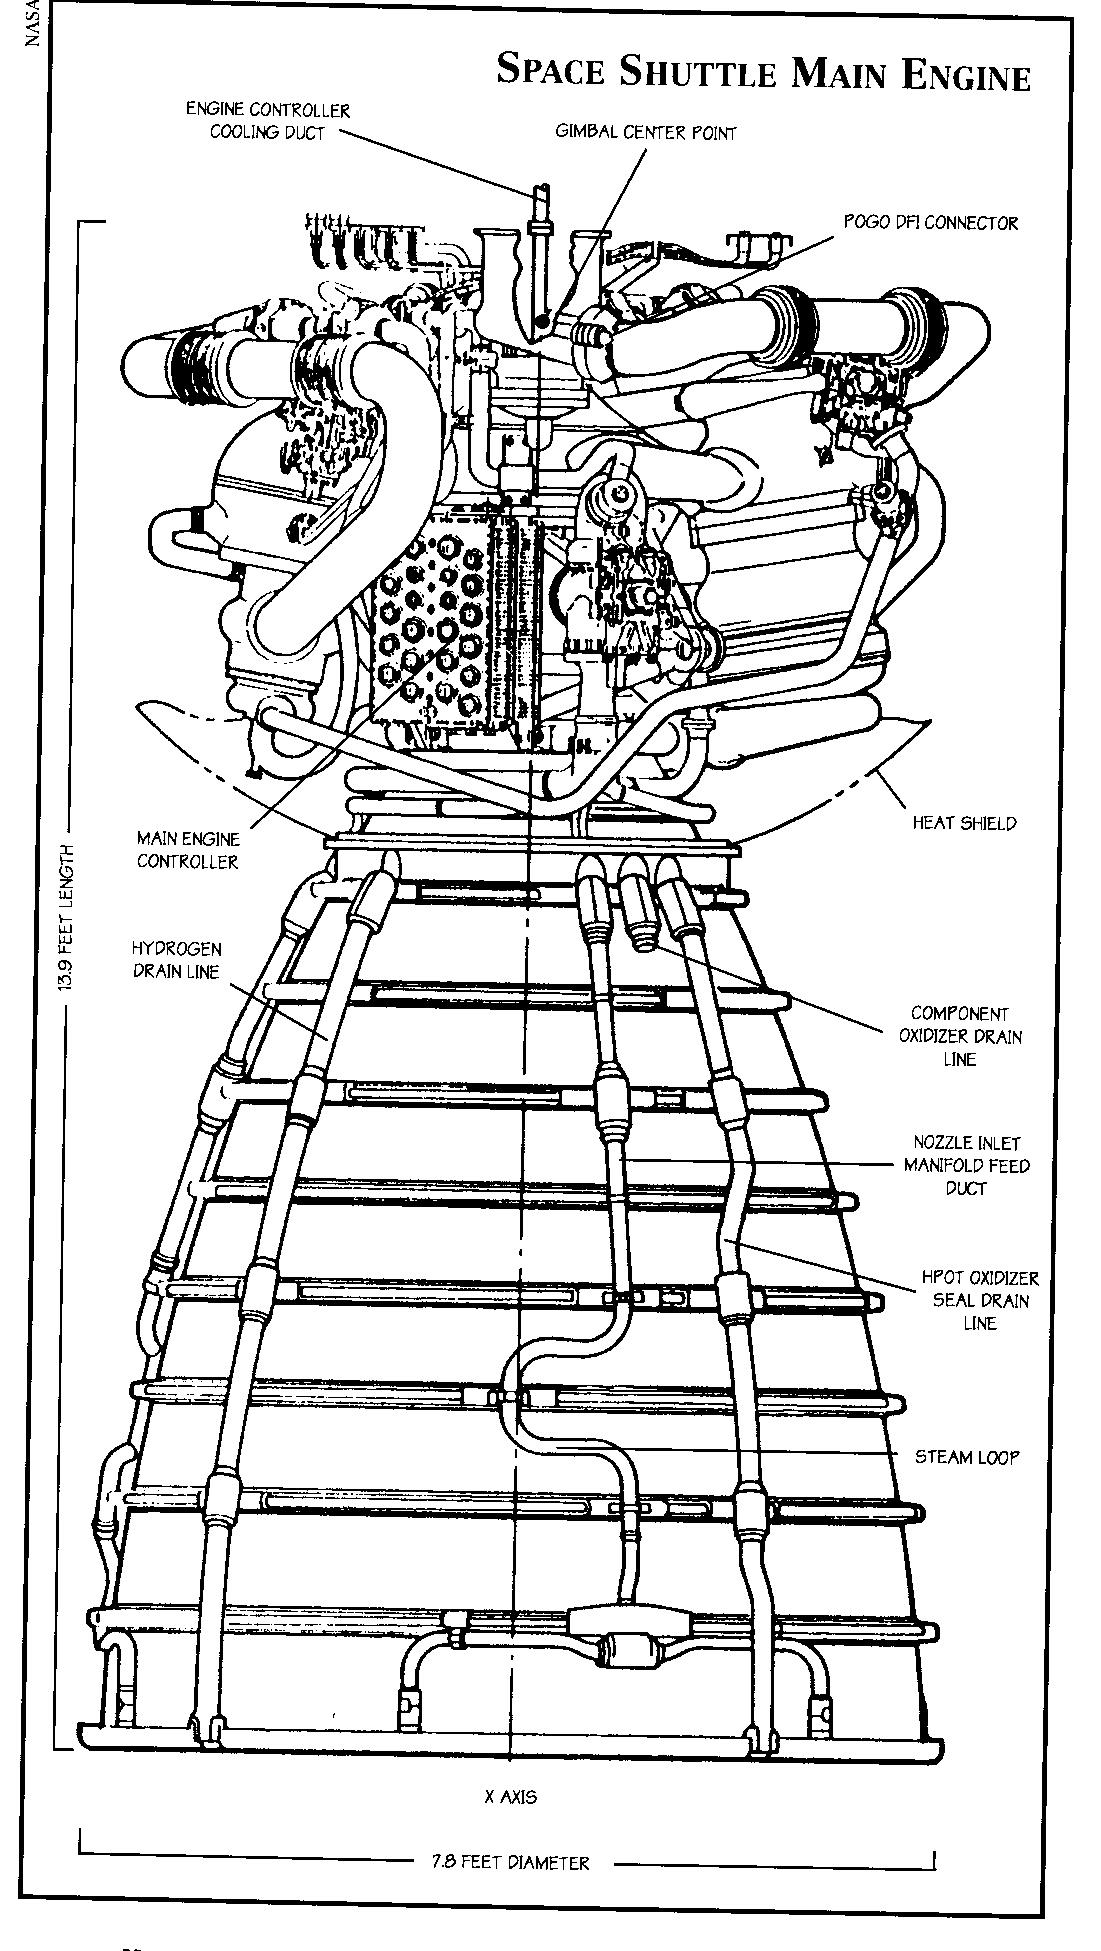 NASA
SPACE SHUTTLE MAIN ENGINE
ENGINE CONTROLLER
COOLING DUCT
GIMBAL CENTER POINT
POGO DFI CONNECTOR
HEAT SHIELD
MAIN ENGINE
CONTROLLER
13.9 FEET LENGTH
HYDROGEN
DRAIN LINE
COMPONENT
OXIDIZER DRAIN
LINE
NOZZLE INLET
MANIFOLD FEED
DUCT
HPOT OXIDIZER
SEAL DRAIN
LINE
STEAM LOOP
X AXIS
7.8 FEET DIAMETER